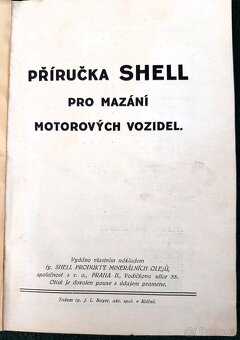 PŘÍRUČKA SHELL
PRO MAZÁNÍ
MOTOROVÝCH VOZIDEL.
Vydáno vlastním nákladem
fy. SHELL PRODUKTY MINERÁLNÍCH OLEJŮ,
společnost s r. o., PRAHA II., Vodičkova ulice 33.
Otisk je dovolen pouze s údajem pramene.
Tiskem fy. J. L. Bayer, akc. spol. v Kolíně.